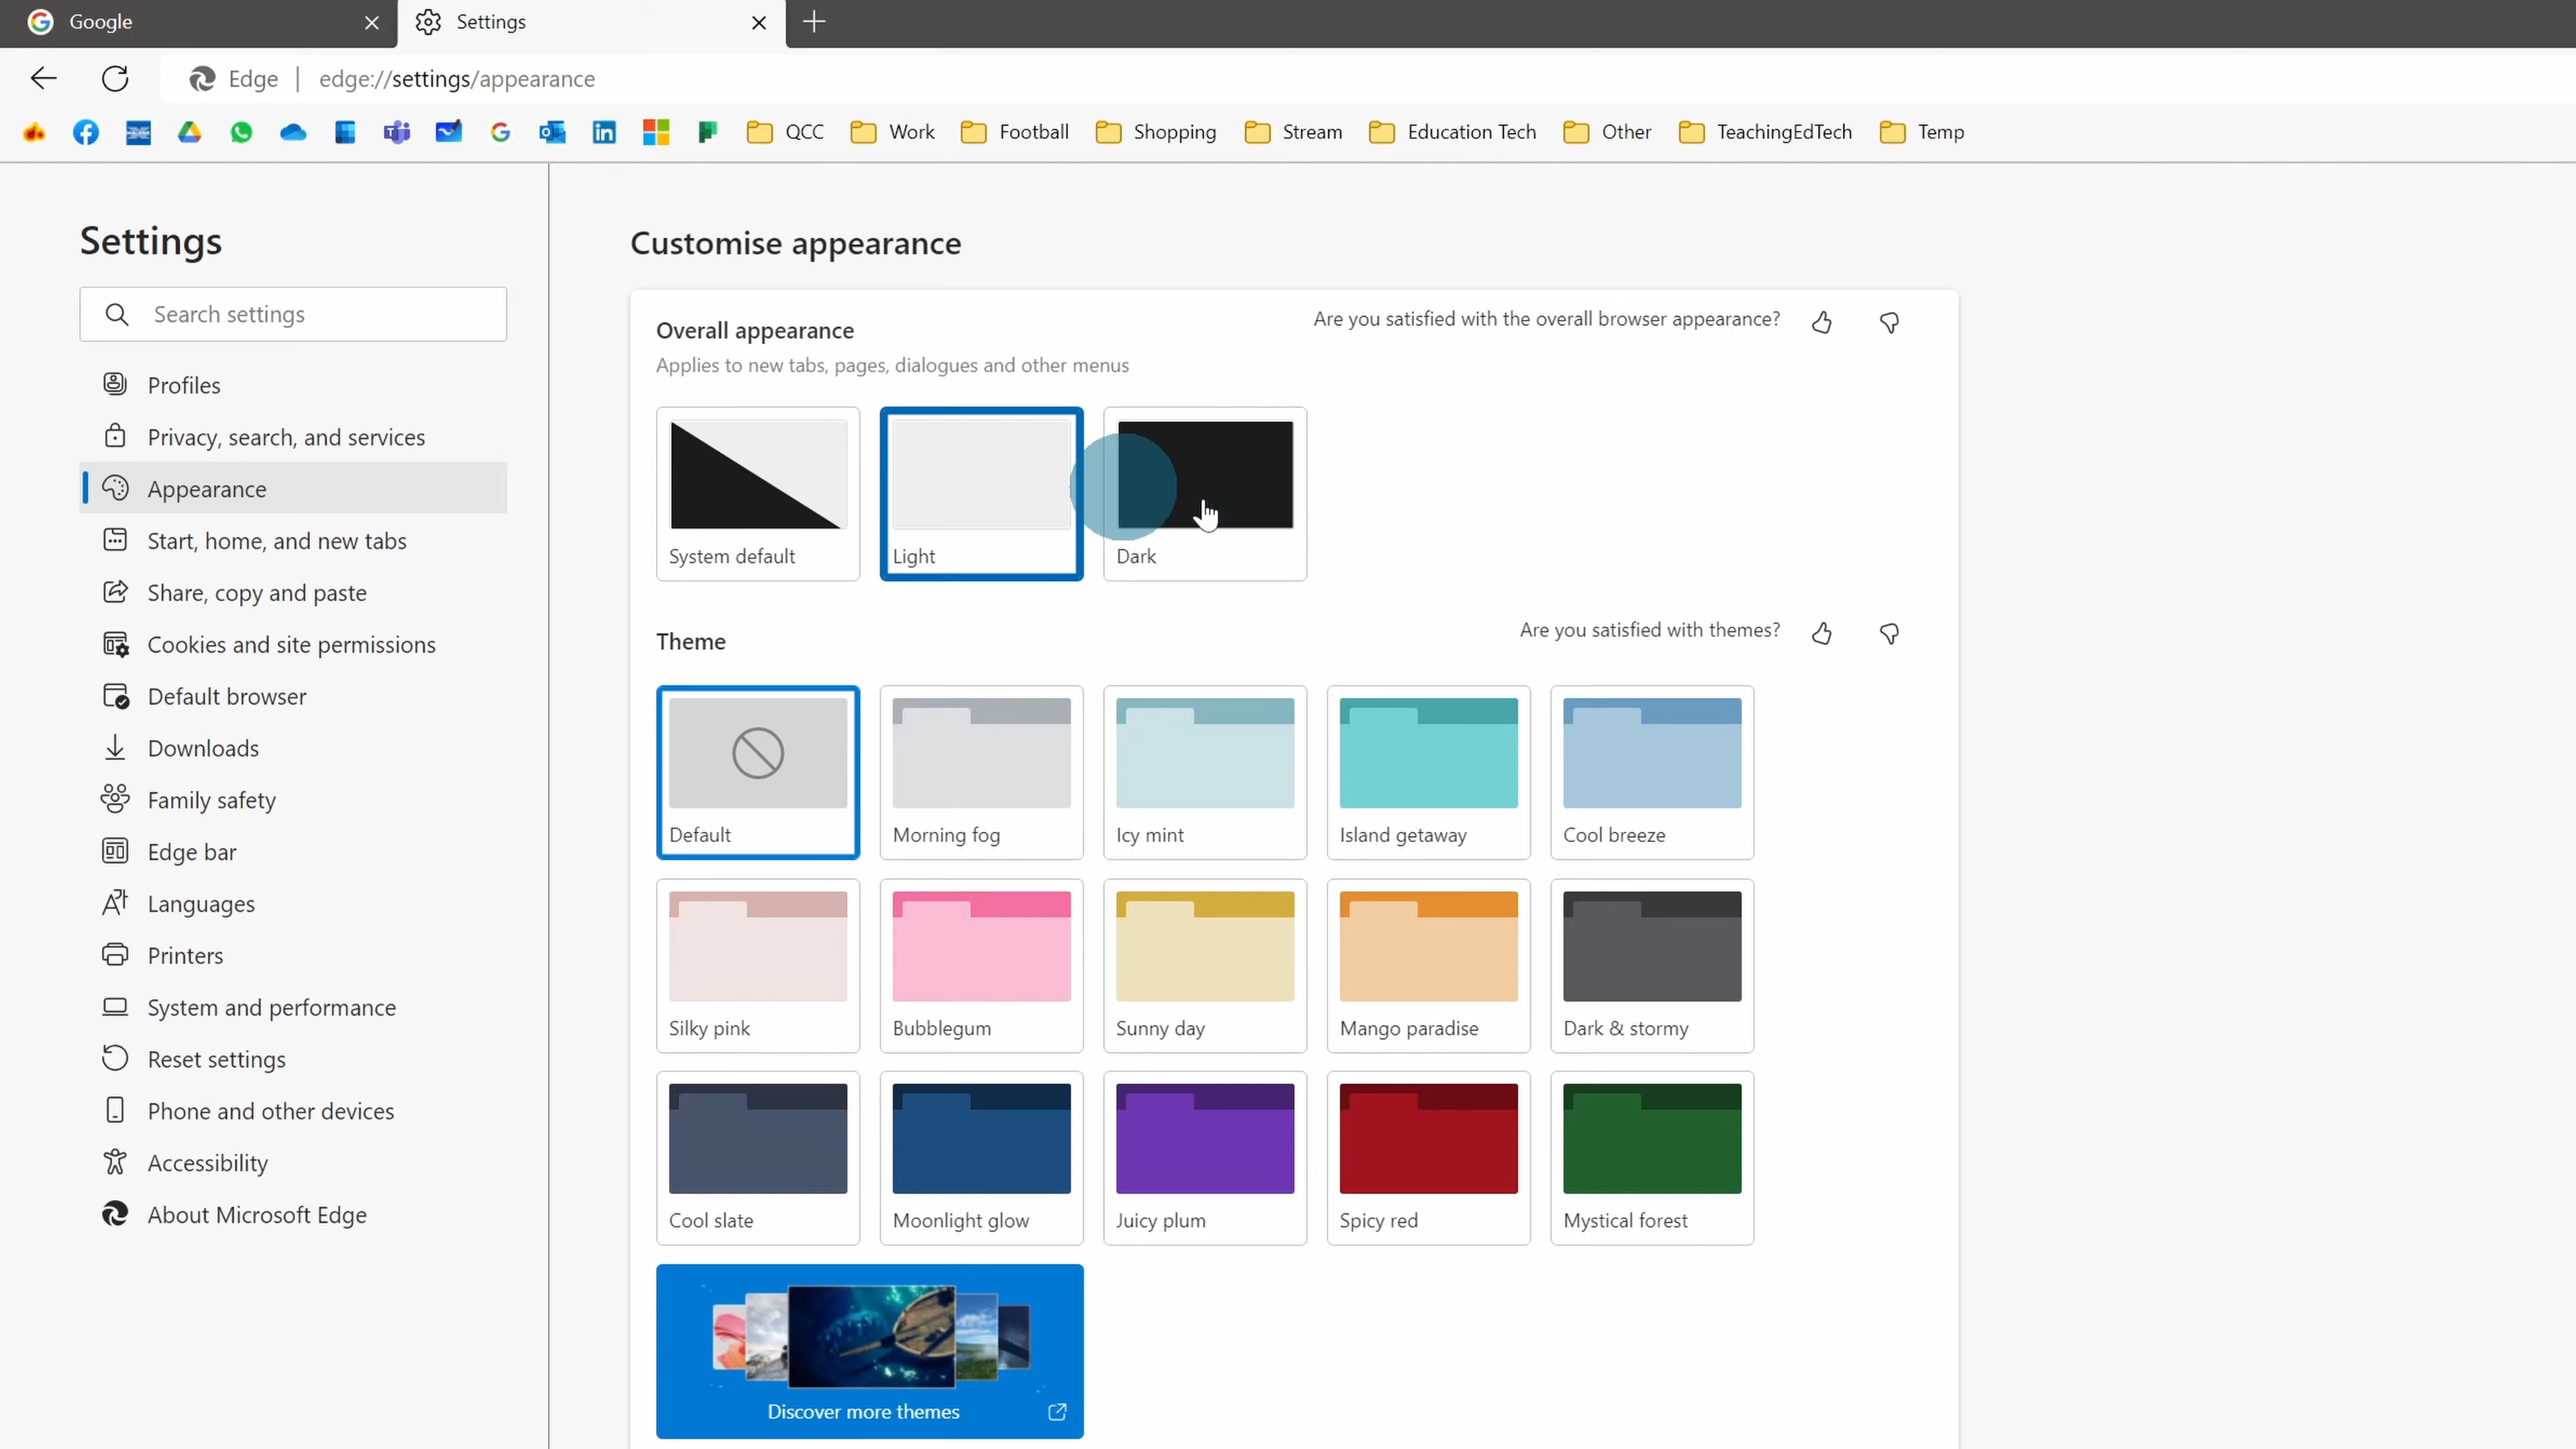 Google
Settings
Edge | edge://settings/appearance
QCC Work Football Shopping Stream Education Tech Other TeachingEdTech Temp
Settings
Search settings
Profiles
Privacy, search, and services
Appearance
Start, home, and new tabs
Share, copy and paste
Cookies and site permissions
Default browser
Downloads
Family safety
Edge bar
Languages
Printers
System and performance
Reset settings
Phone and other devices
Accessibility
About Microsoft Edge
Customise appearance
Overall appearance
Are you satisfied with the overall browser appearance?
Applies to new tabs, pages, dialogues and other menus
System default
Light
Dark
Theme
Are you satisfied with themes?
Default
Morning fog
Icy mint
Island getaway
Cool breeze
Silky pink
Bubblegum
Sunny day
Mango paradise
Dark & stormy
Cool slate
Moonlight glow
Juicy plum
Spicy red
Mystical forest
Discover more themes